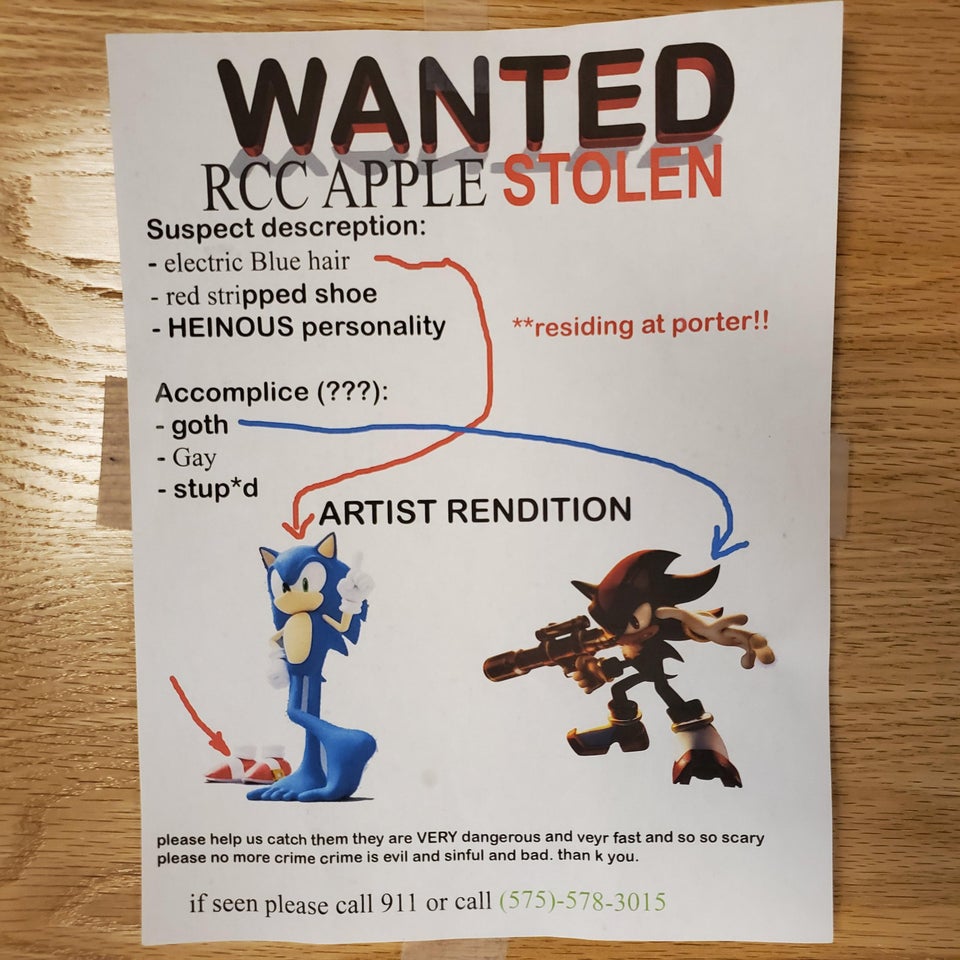 WANTED
RCC APPLE STOLEN
Suspect descreption:
- electric Blue hair
- red stripped shoe
- HEINOUS personality
**residing at porter!!
Accomplice (???):
- goth
- Gay
- stup*d
ARTIST RENDITION
please help us catch them they are VERY dangerous and veyr fast and so so scary
please no more crime crime is evil and sinful and bad. than k you.
if seen please call 911 or call (575)-578-3015